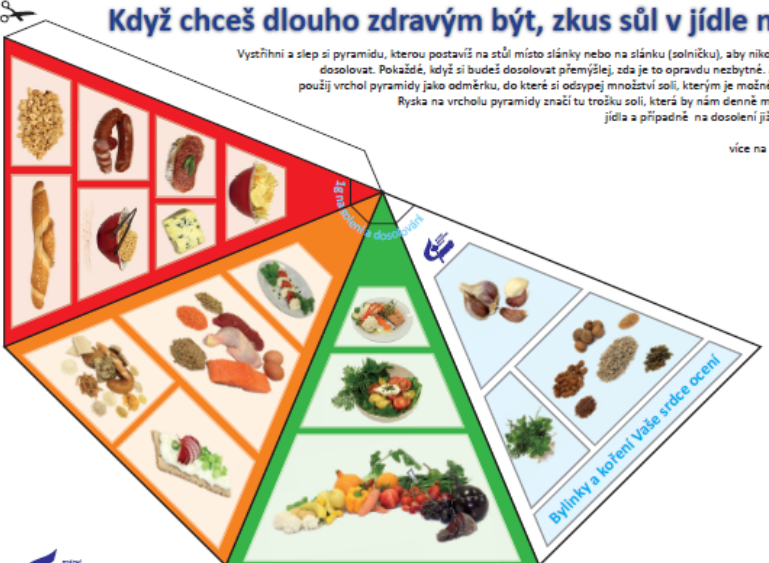 Když chceš dlouho zdravým být, zkus sůl v jídle
Vystřihni a slep si pyramidu, kterou postavíš na stůl místo slánky nebo na slánku (solničku), aby
dosolovat. Pokaždé, když si budeš dosolovat přemýšlej, zda je to opravdu nezbytné.
použij vrchol pyramidy jako odměrku, do které si odsypej množství soli, kterým je možné
Ryska na vrcholu pyramidy značí tu trošku soli, která by nám denně
jídla a případně na dosolení
více na
1g na solení a dosolování
Bylinky a koření Vaše srdce ocení